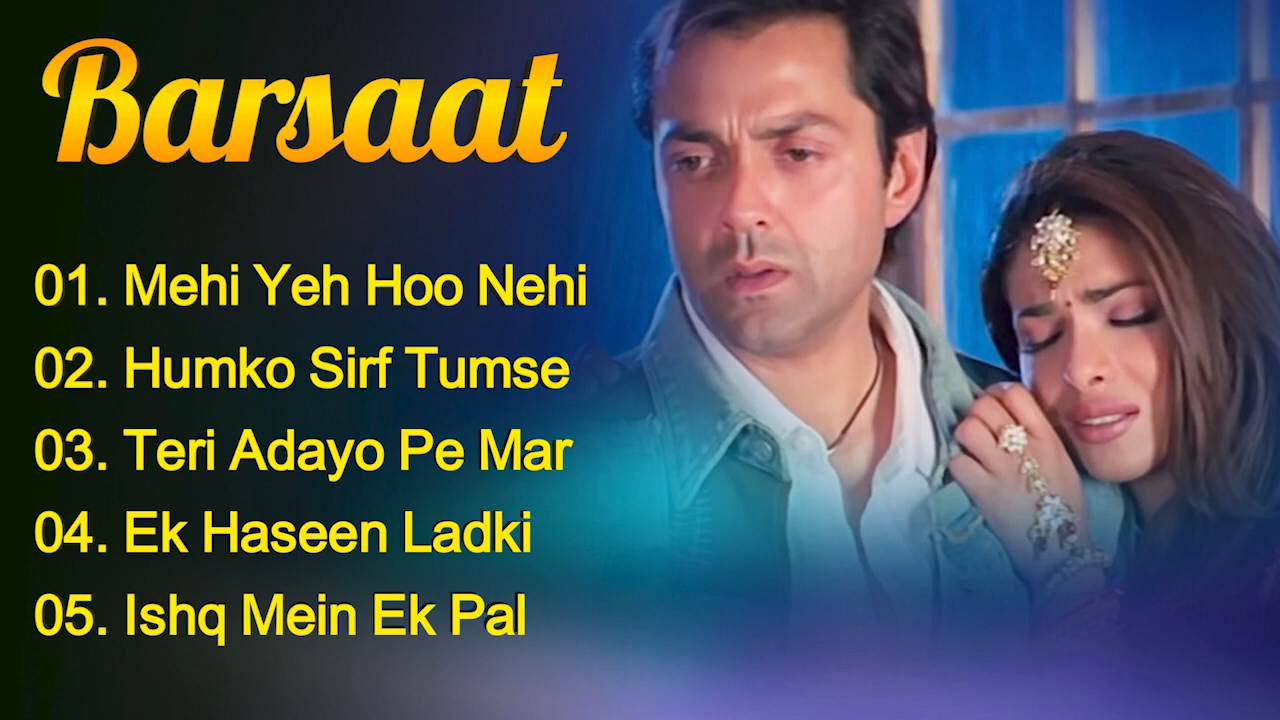 Barsaat
01. Mehi Yeh Hoo Nehi
02. Humko Sirf Tumse
03. Teri Adayo Pe Mar
04. Ek Haseen Ladki
05. Ishq Mein Ek Pal